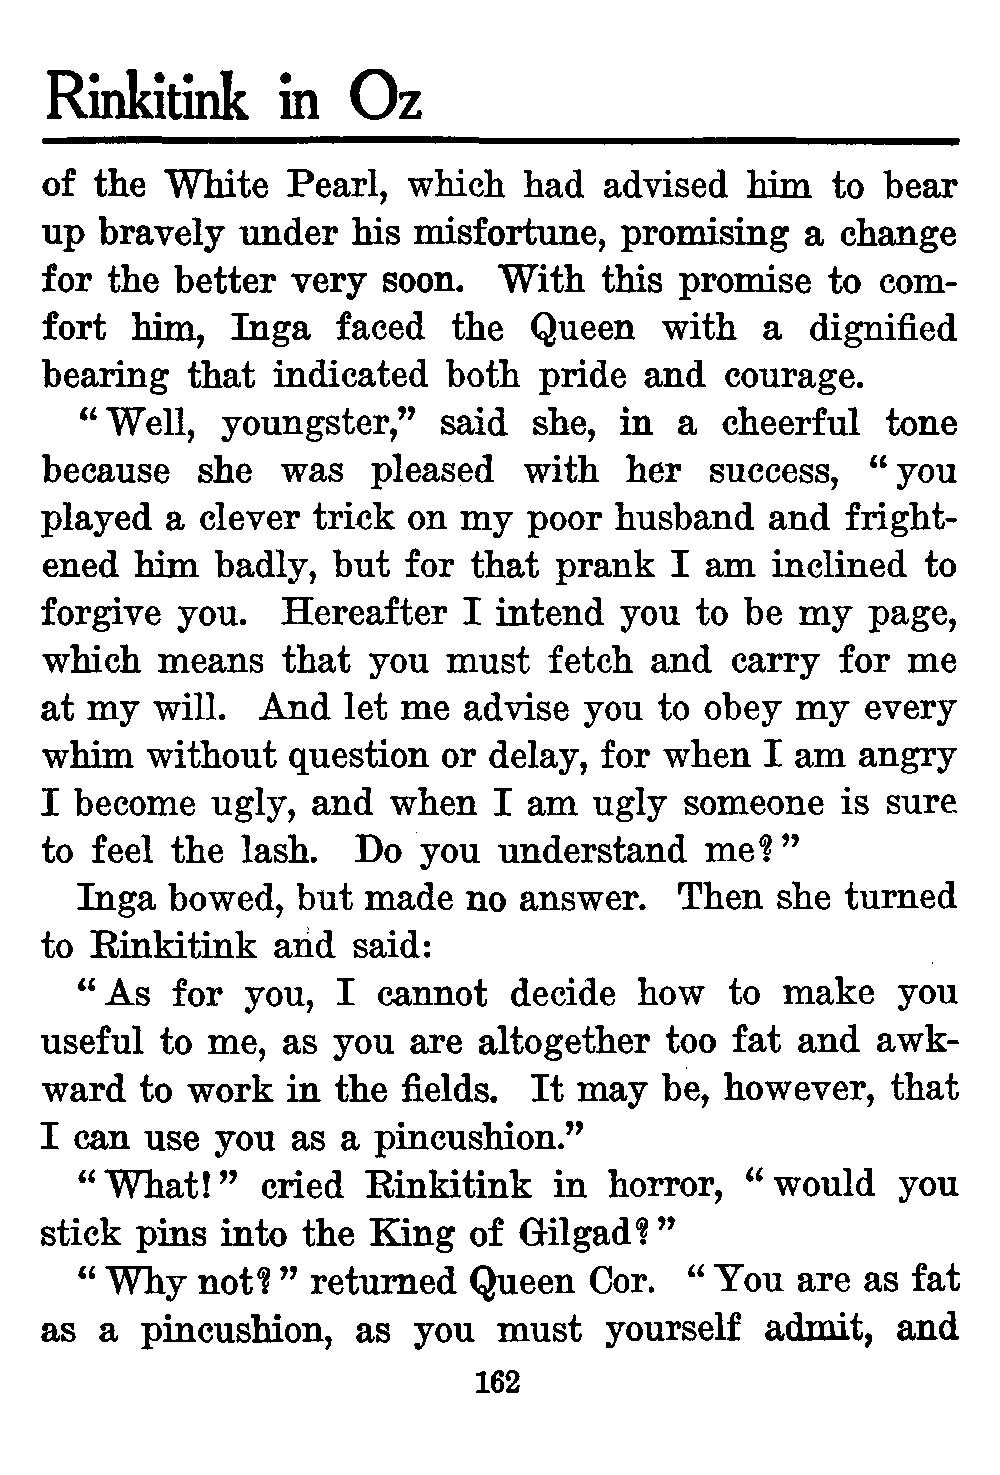 Rinkitink in Oz
of the White Pearl, which had advised him to bear
up bravely under his misfortune, promising a change
for the better very soon. With this promise to com-
fort him, Inga faced the Queen with a dignified
bearing that indicated both pride and courage.
“Well, youngster,” said she, in a cheerful tone
because she was pleased with her success, “you
played a clever trick on my poor husband and fright-
ened him badly, but for that prank I am inclined to
forgive you. Hereafter I intend you to be my page,
which means that you must fetch and carry for me
at my will. And let me advise you to obey my every
whim without question or delay, for when I am angry
I become ugly, and when I am ugly someone is sure
to feel the lash. Do you understand me?”
Inga bowed, but made no answer. Then she turned
to Rinkitink and said:
“As for you, I cannot decide how to make you
useful to me, as you are altogether too fat and awk-
ward to work in the fields. It may be, however, that
I can use you as a pincushion.”
“What!” cried Rinkitink in horror, “would you
stick pins into the King of Gilgad?”
“Why not?” returned Queen Cor. “You are as fat
as a pincushion, as you must yourself admit, and
162